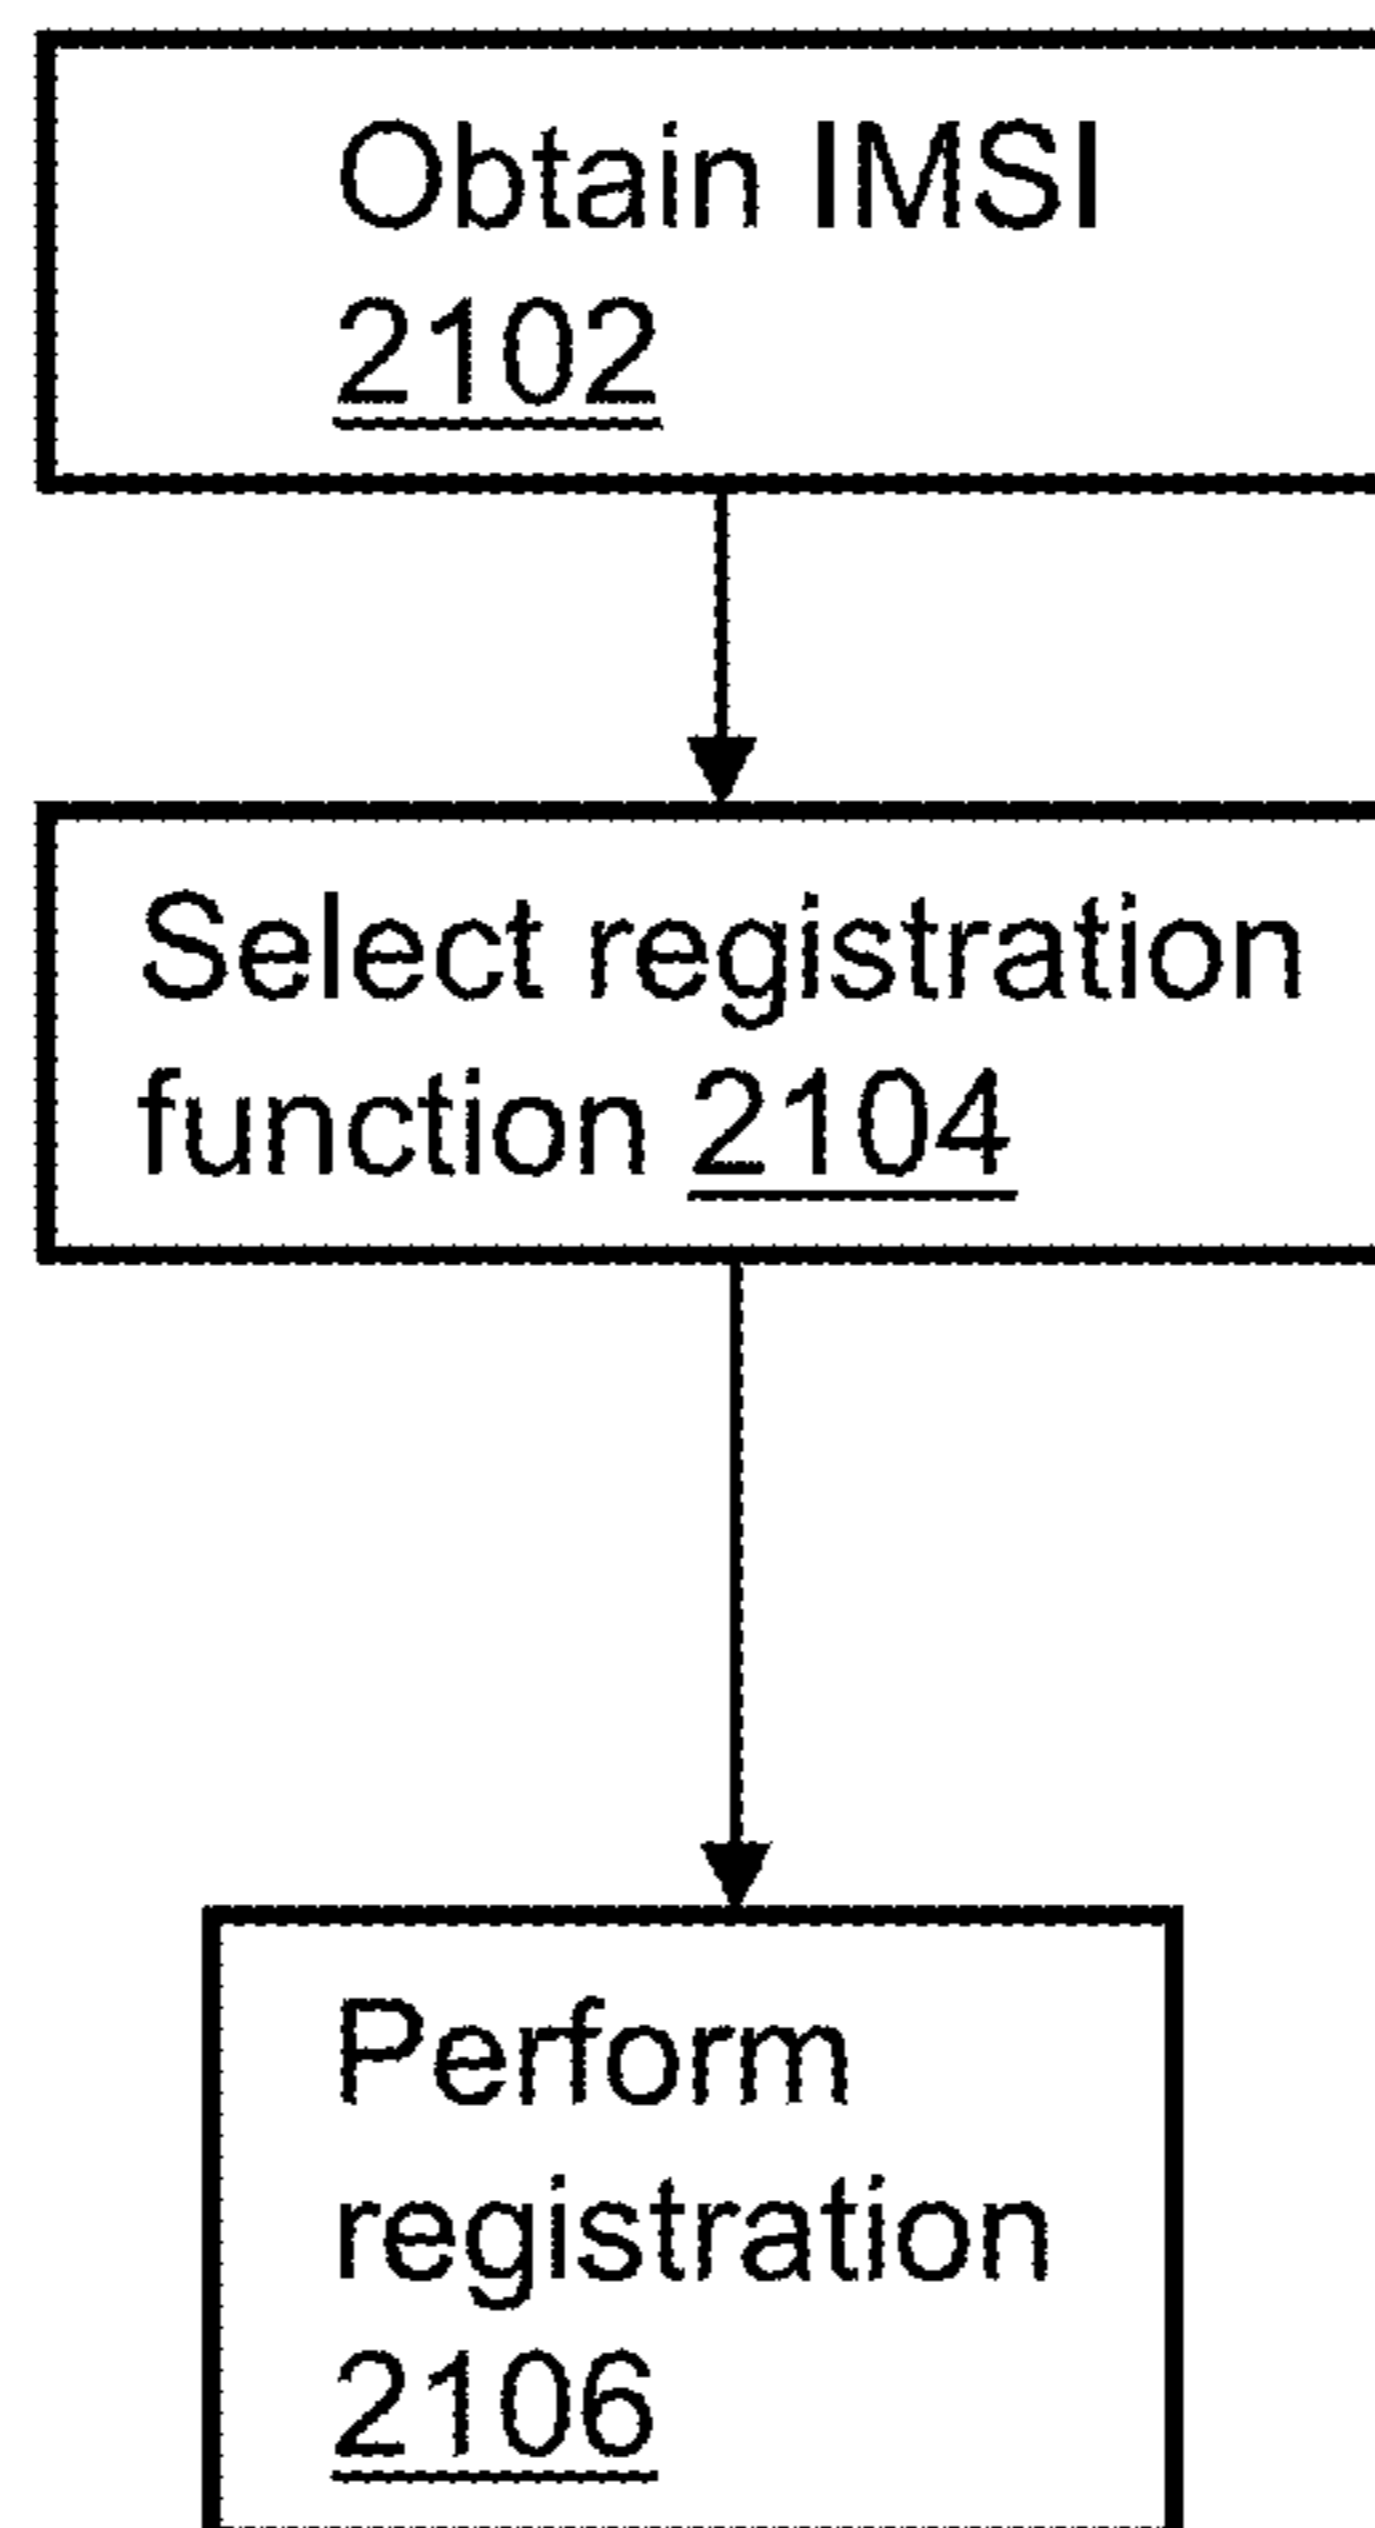 Obtain IMSI
2102
Select registration
function 2104
Perform
registration
2106